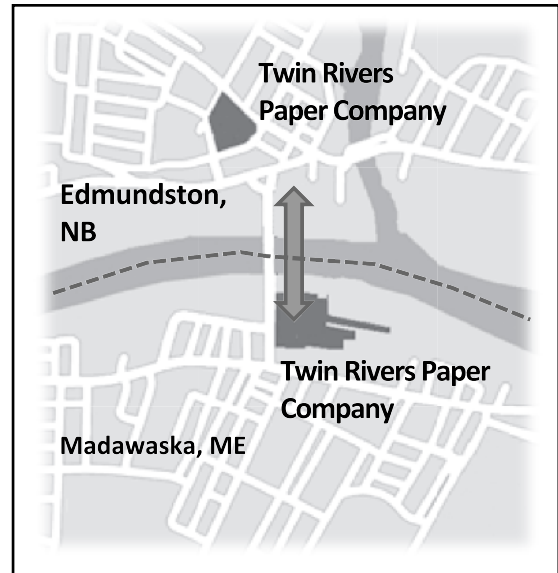 Twin Rivers
Paper Company
Edmundston,
NB
Twin Rivers Paper
Company
Madawaska, ME